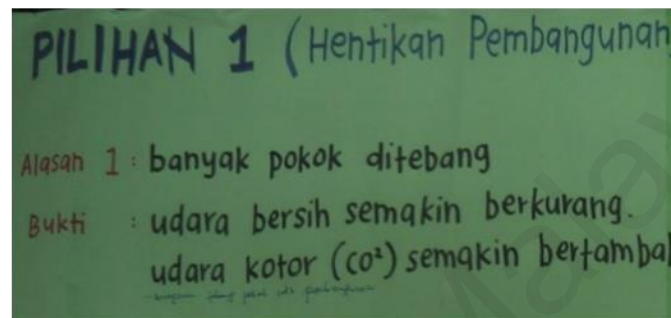 PILIHAN 1 (Hentikan Pembangunan
Alasan 1 : banyak pokok ditebang
Bukti : udara bersih semakin berkurang.
udara kotor (CO²) semakin bertambah